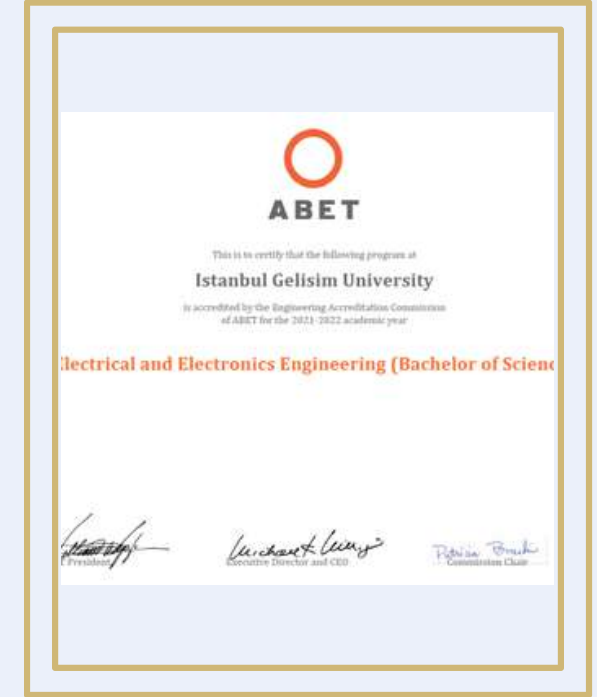 ABET
This is to certify that the following program at
Istanbul Gelisim University
is accredited by the Engineering Accreditation Commission
of ABET for the 2021-2022 academic year
lectrical and Electronics Engineering (Bachelor of Scienc
President
Executive Director and CEO
Commission Chair